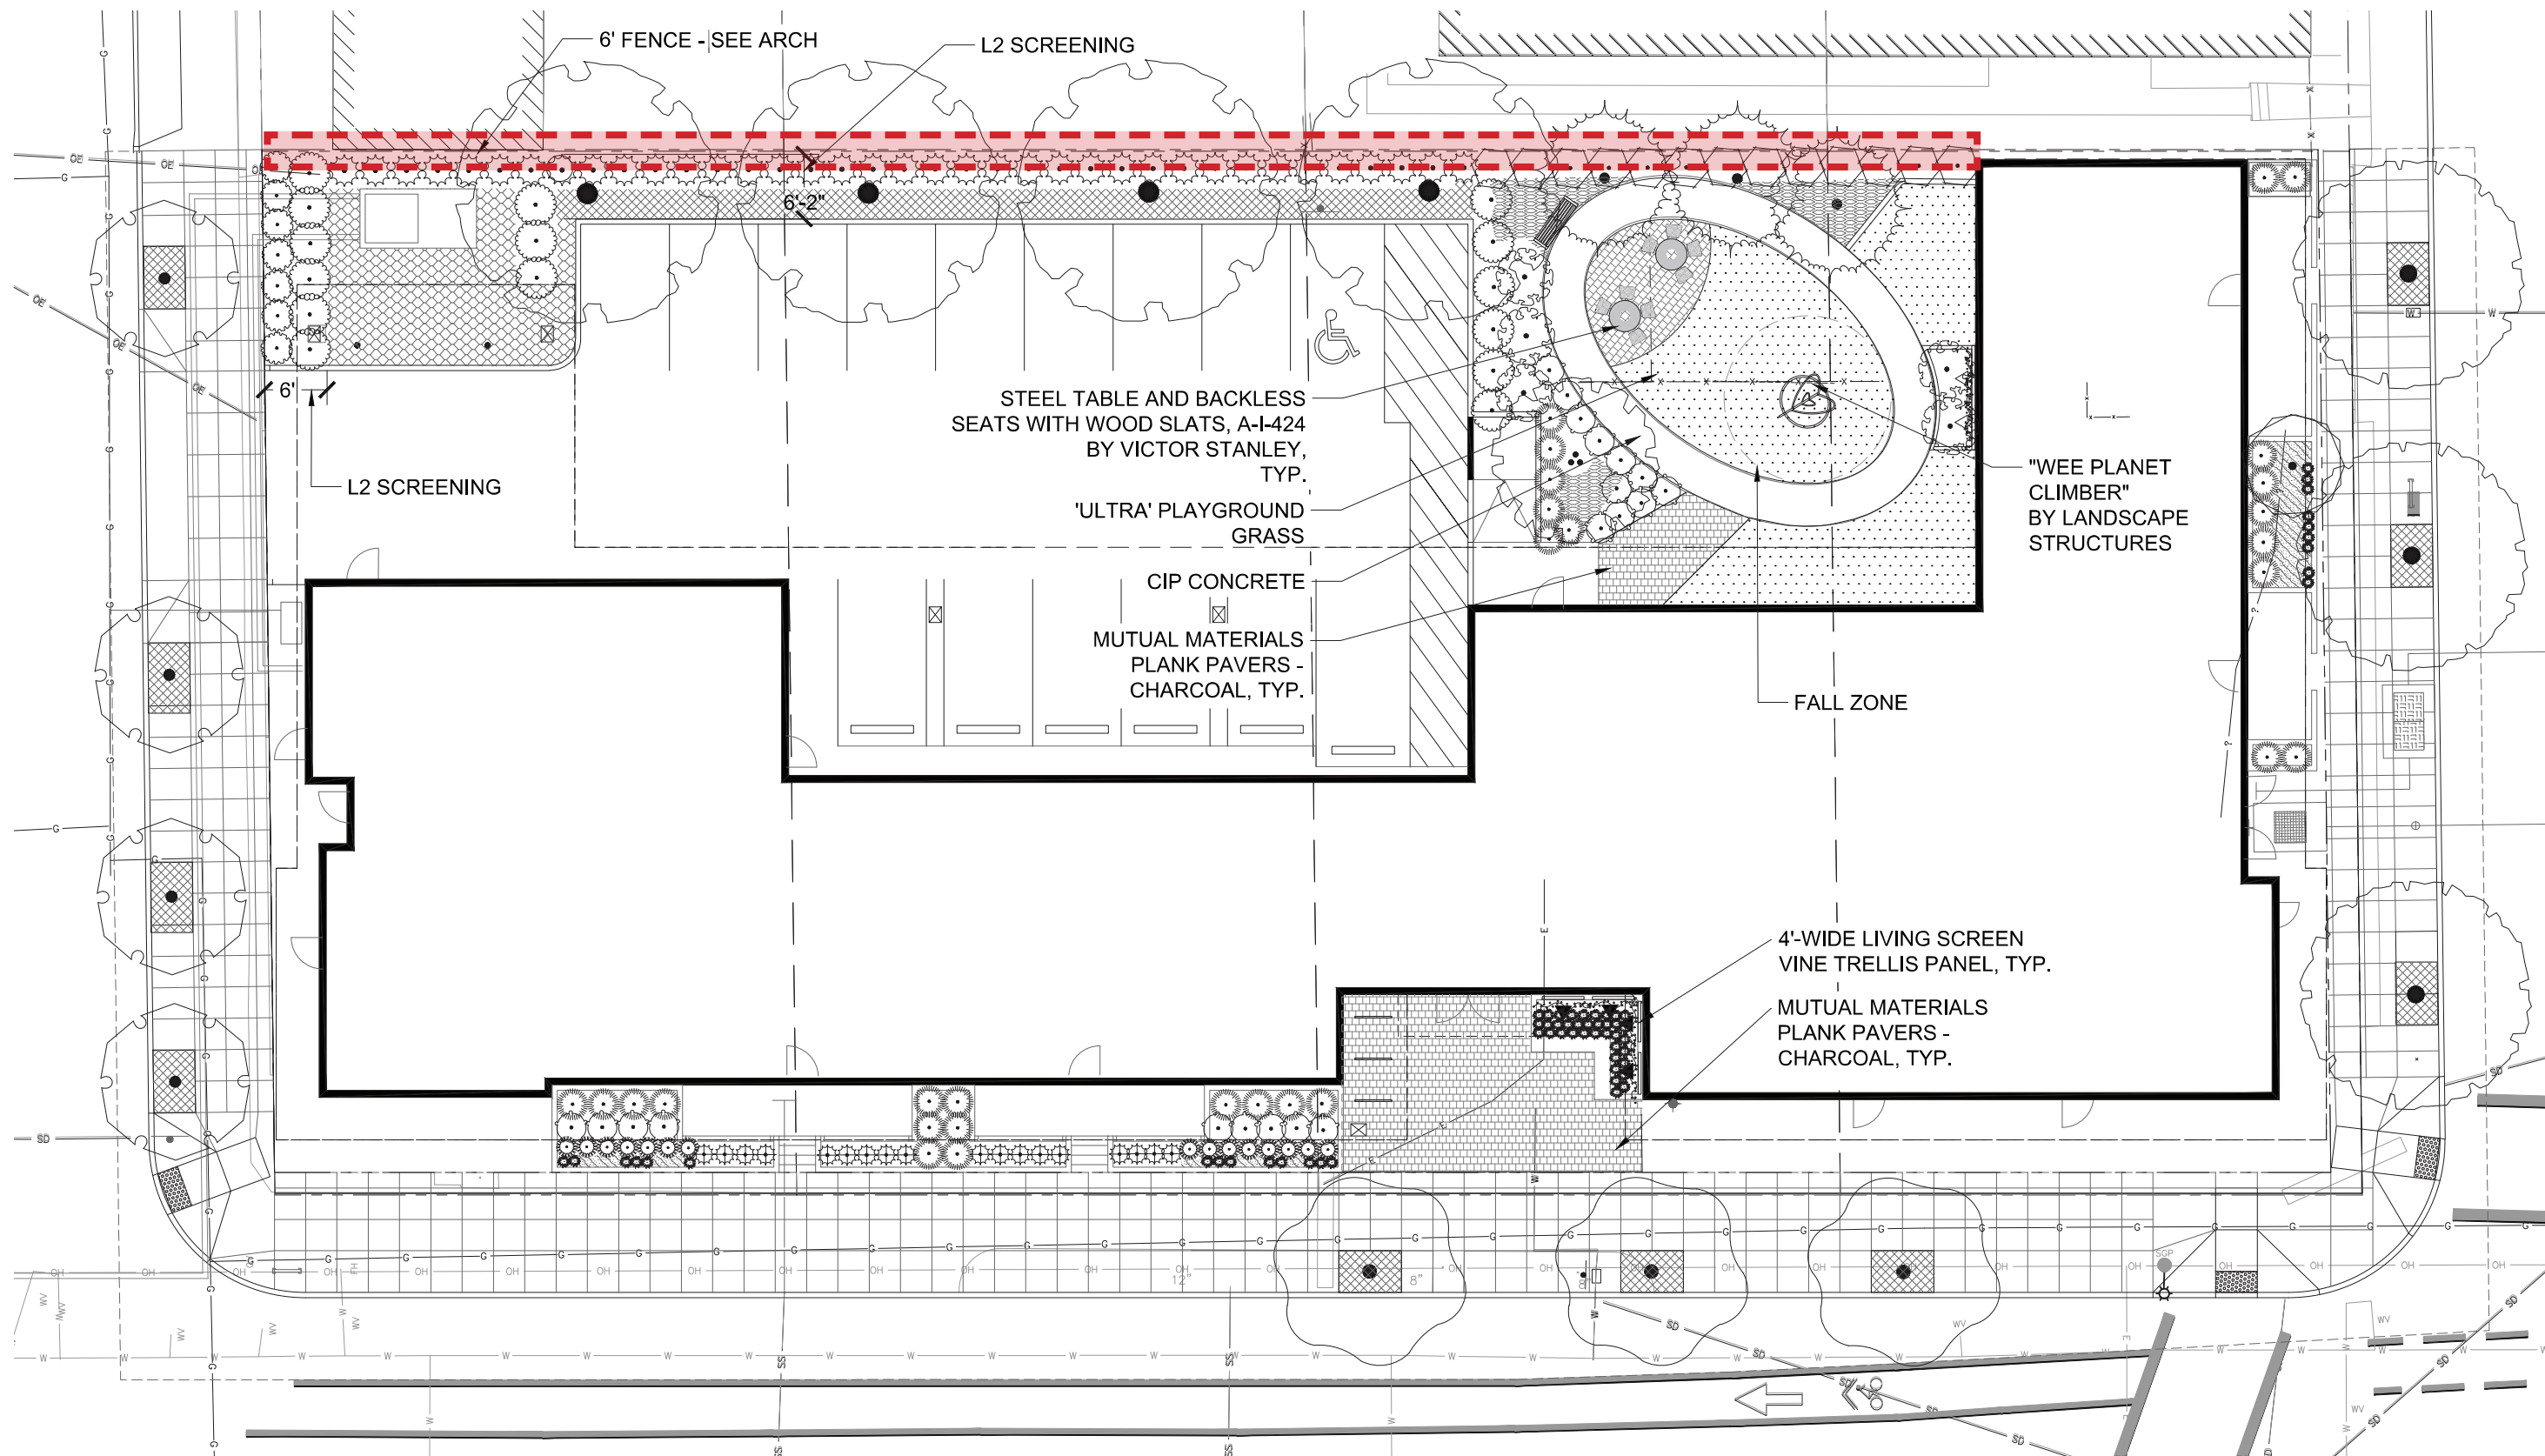 6' FENCE - SEE ARCH
L2 SCREENING
6'-2"
6'
L2 SCREENING
STEEL TABLE AND BACKLESS
SEATS WITH WOOD SLATS, A-I-424
BY VICTOR STANLEY,
TYP.
'ULTRA' PLAYGROUND
GRASS
CIP CONCRETE
MUTUAL MATERIALS
PLANK PAVERS -
CHARCOAL, TYP.
"WEE PLANET
CLIMBER"
BY LANDSCAPE
STRUCTURES
FALL ZONE
4'-WIDE LIVING SCREEN
VINE TRELLIS PANEL, TYP.
MUTUAL MATERIALS
PLANK PAVERS -
CHARCOAL, TYP.
SGP
12"
8"